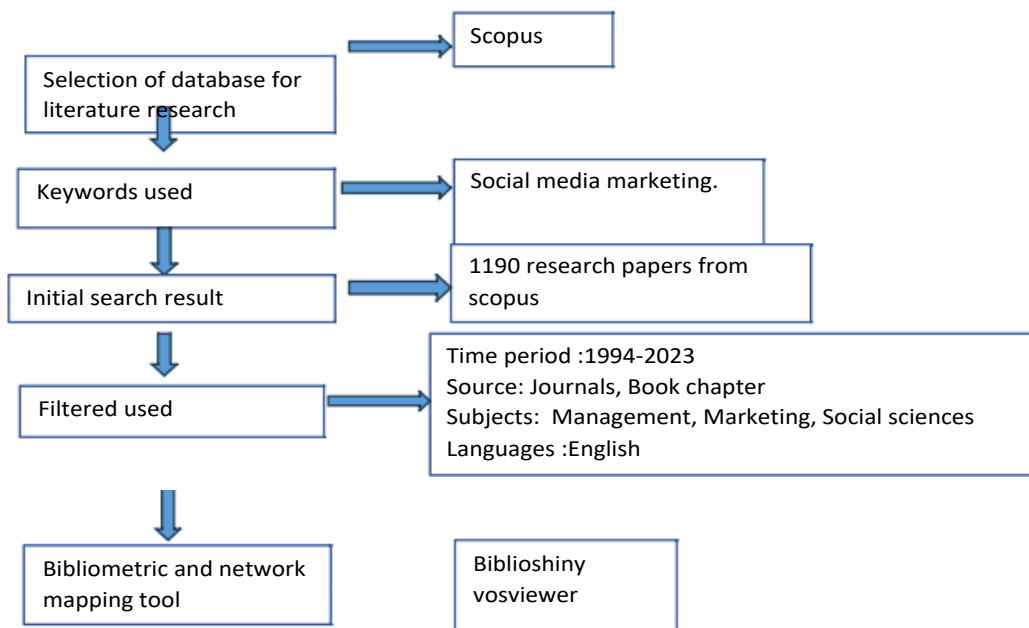 Scopus
Selection of database for
literature research
Keywords used
Social media marketing.
Initial search result
1190 research papers from
scopus
Filtered used
Time period :1994-2023
Source: Journals, Book chapter
Subjects:  Management, Marketing, Social sciences
Languages :English
Bibliometric and network
mapping tool
Biblioshiny
vosviewer